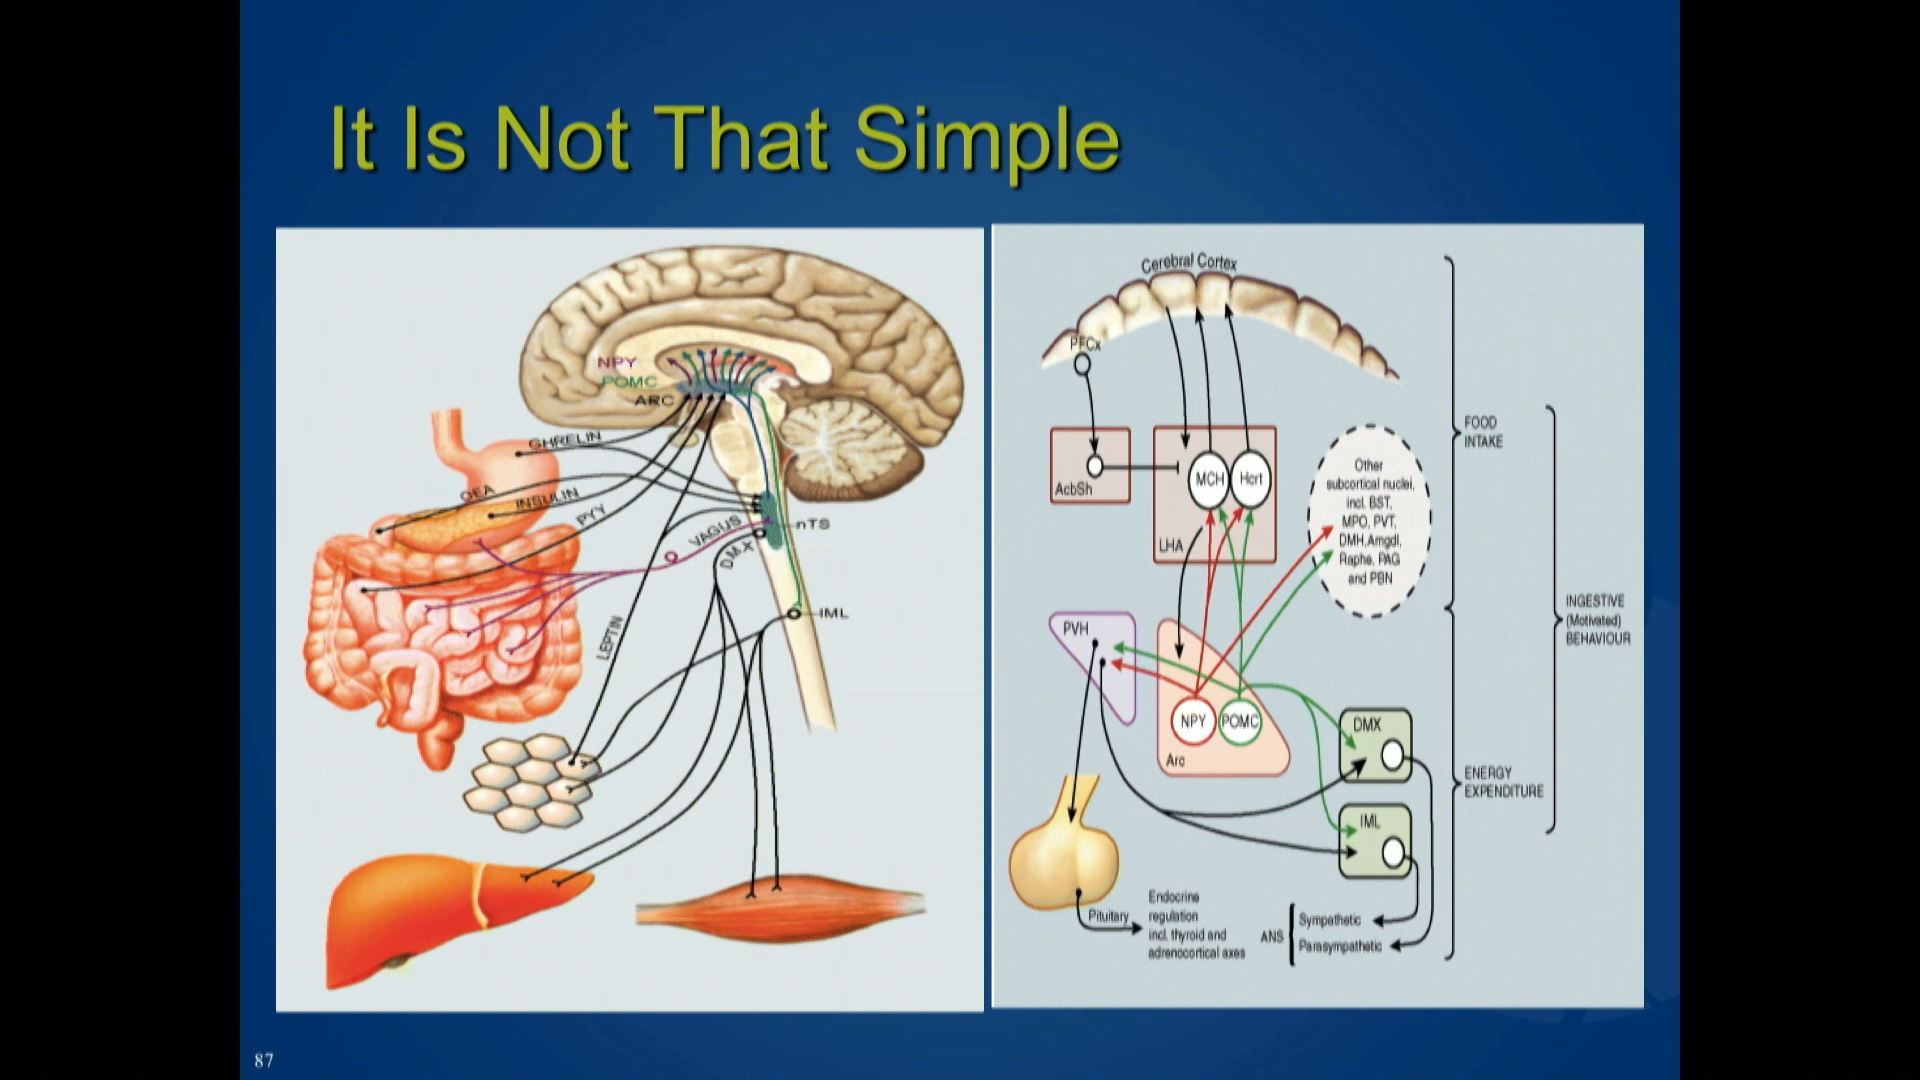 It Is Not That Simple
NPY
POMC
ARC
GHRELIN
OEA
INSULIN
PYY
VAGUS
nTS
DMX
IML
LEPTIN
Cerebral Cortex
PFCx
AcbSh
MCH
Hcrt
LHA
Other
subcortical nuclei,
incl. BST,
MPO, PVT,
DMH,Amgdl,
Raphe, PAG
and PBN
FOOD
INTAKE
INGESTIVE
(Motivated)
BEHAVIOUR
PVH
NPY
POMC
Arc
DMX
IML
ENERGY
EXPENDITURE
Pituitary
Endocrine
regulation
incl. thyroid and
adrenocortical axes
ANS
Sympathetic
Parasympathetic
87